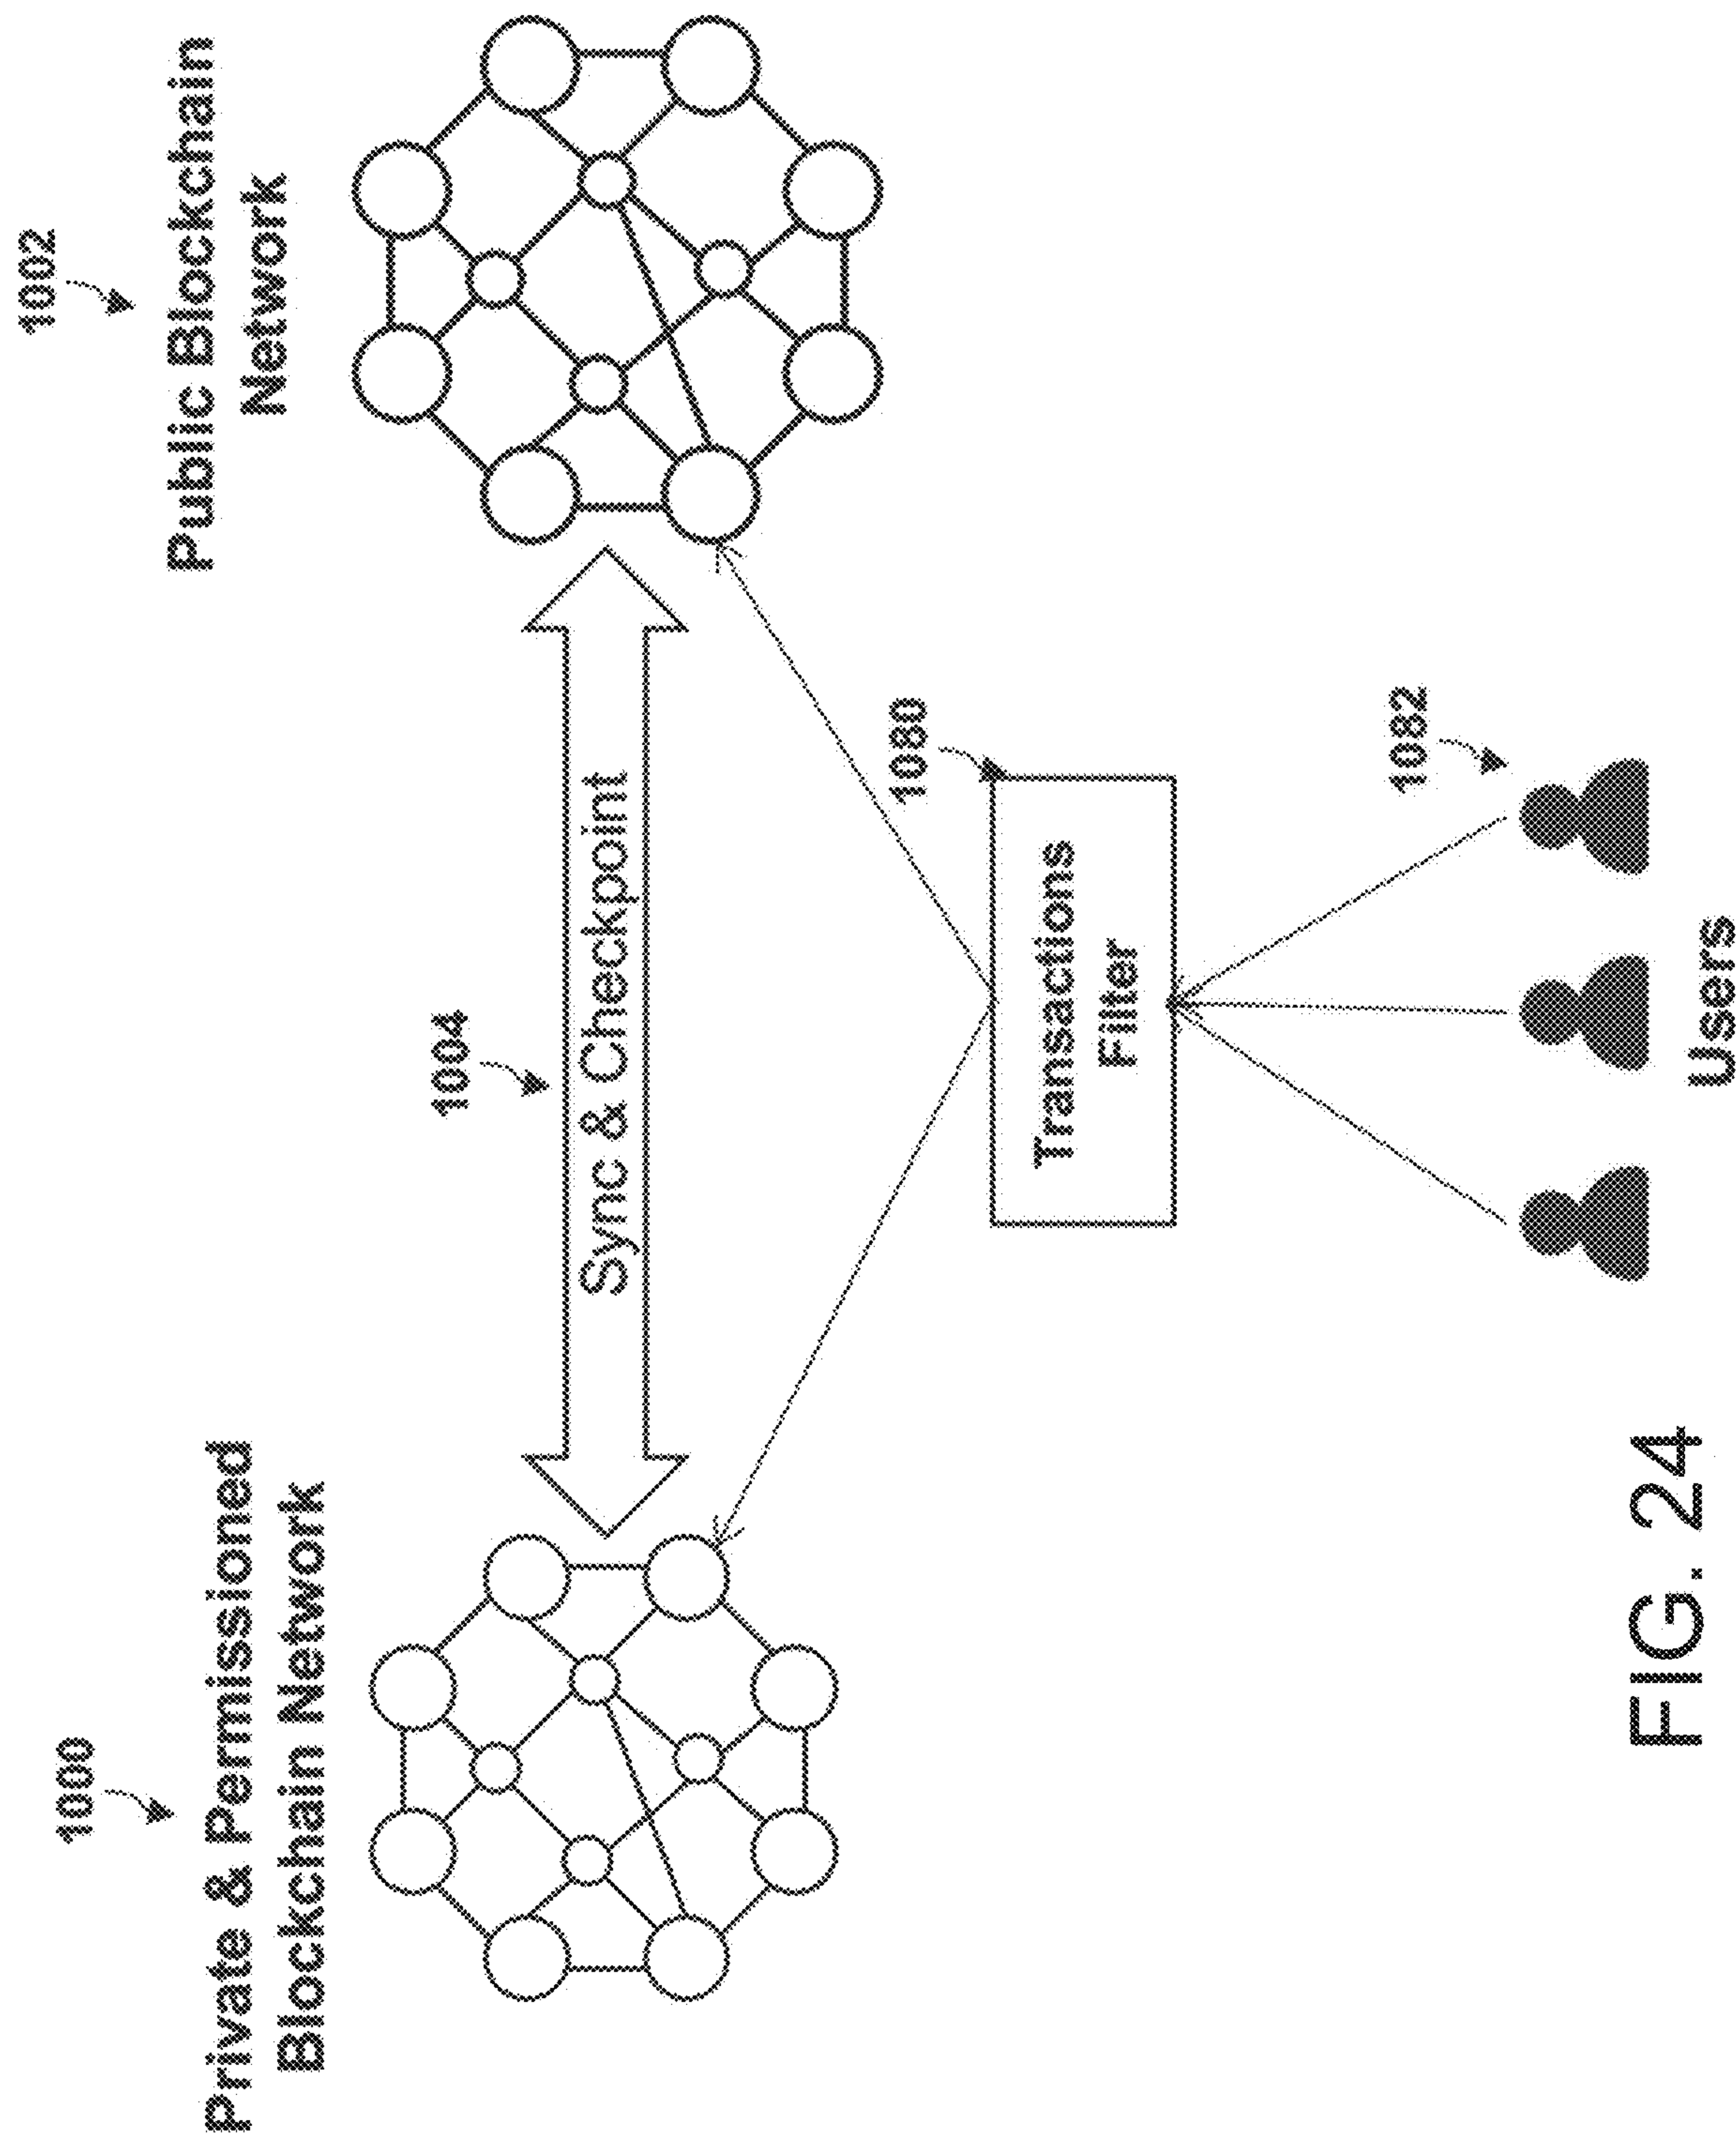 1000
Private & Permissioned
Blockchain Network
1002
Public Blockchain
Network
1004
Sync & Checkpoint
1080
Transactions
Filter
1082
Users
FIG. 24